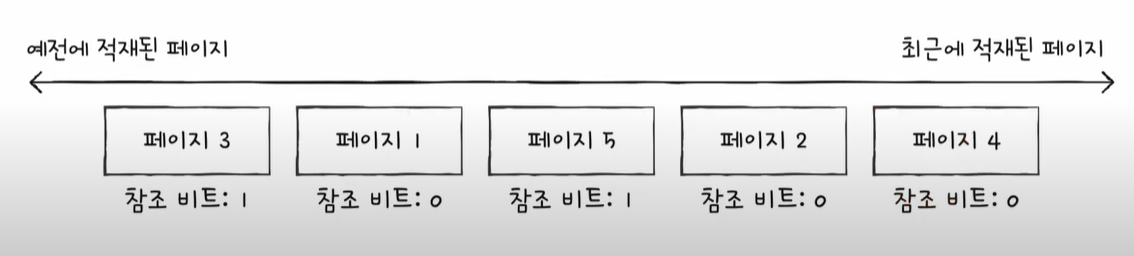 예전에 적재된 페이지 최근에 적재된 페이지
페이지 3 페이지 1 페이지 5 페이지 2 페이지 4
참조 비트: 1 참조 비트: 0 참조 비트: 1 참조 비트: 0 참조 비트: 0